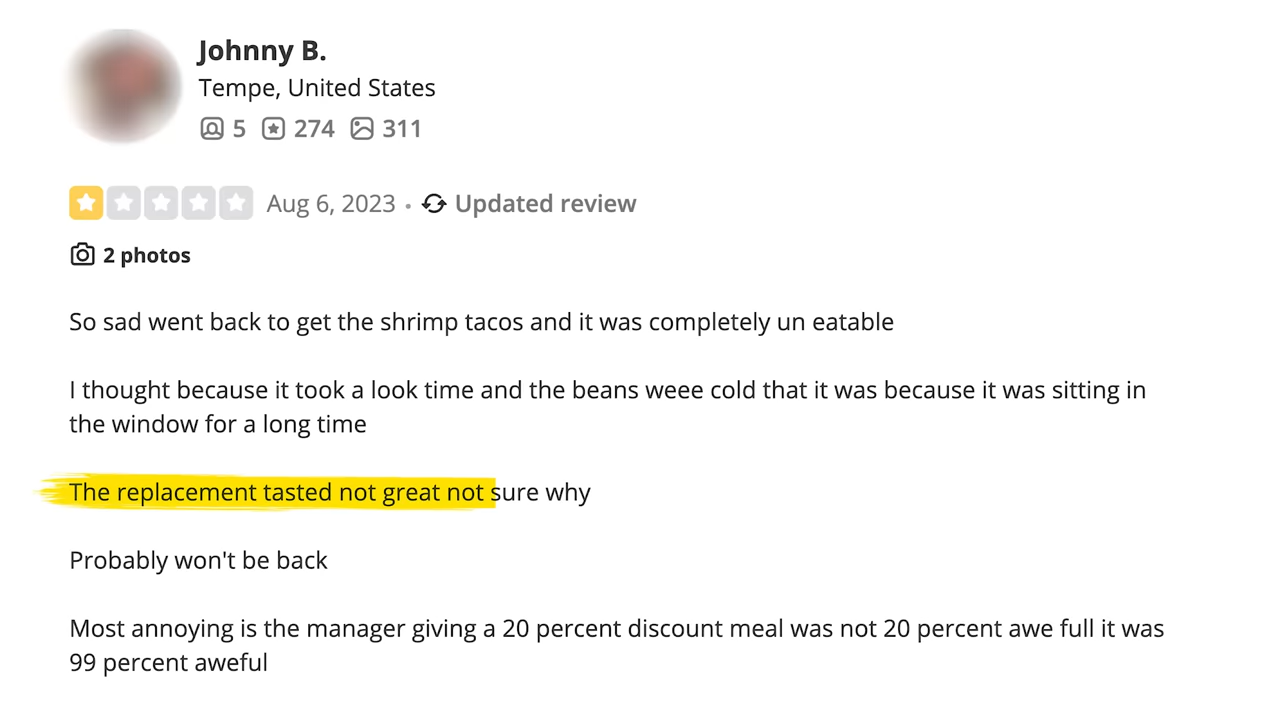 Johnny B.
Tempe, United States
5 274 311
Aug 6, 2023 • Updated review
2 photos
So sad went back to get the shrimp tacos and it was completely un eatable
I thought because it took a look time and the beans weee cold that it was because it was sitting in
the window for a long time
The replacement tasted not great not sure why
Probably won't be back
Most annoying is the manager giving a 20 percent discount meal was not 20 percent awe full it was
99 percent aweful